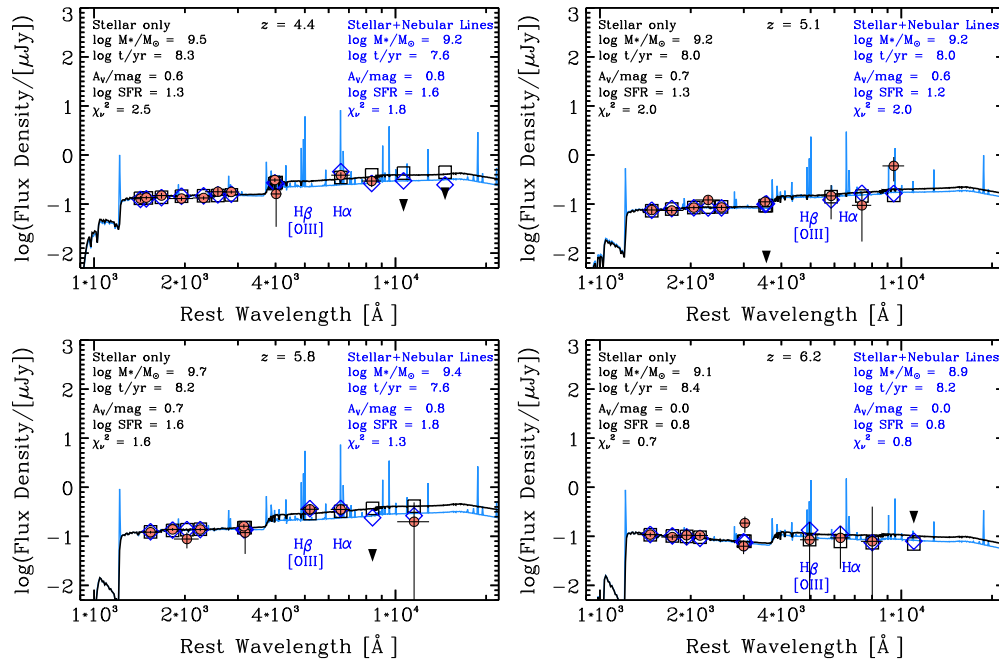 Stellar only
z = 4.4
Stellar+Nebular Lines
log M*/M⊙ = 9.5
log t/yr = 8.3
A_V/mag = 0.6
log SFR = 1.3
χ_ν² = 2.5
log M*/M⊙ = 9.2
log t/yr = 7.6
A_V/mag = 0.8
log SFR = 1.6
χ_ν² = 1.8
Hβ
[OIII]
Hα
3
2
1
0
−1
−2
log(Flux Density/[μJy])
1*10³
2*10³
4*10³
1*10⁴
Rest Wavelength [Å]
Stellar only
z = 5.1
Stellar+Nebular Lines
log M*/M⊙ = 9.2
log t/yr = 8.0
A_V/mag = 0.7
log SFR = 1.3
χ_ν² = 2.0
log M*/M⊙ = 9.2
log t/yr = 8.0
A_V/mag = 0.6
log SFR = 1.2
χ_ν² = 2.0
Hβ
[OIII]
Hα
3
2
1
0
−1
−2
log(Flux Density/[μJy])
1*10³
2*10³
4*10³
1*10⁴
Rest Wavelength [Å]
Stellar only
z = 5.8
Stellar+Nebular Lines
log M*/M⊙ = 9.7
log t/yr = 8.2
A_V/mag = 0.7
log SFR = 1.6
χ_ν² = 1.6
log M*/M⊙ = 9.4
log t/yr = 7.6
A_V/mag = 0.8
log SFR = 1.8
χ_ν² = 1.3
Hβ
[OIII]
Hα
3
2
1
0
−1
−2
log(Flux Density/[μJy])
1*10³
2*10³
4*10³
1*10⁴
Rest Wavelength [Å]
Stellar only
z = 6.2
Stellar+Nebular Lines
log M*/M⊙ = 9.1
log t/yr = 8.4
A_V/mag = 0.0
log SFR = 0.8
χ_ν² = 0.7
log M*/M⊙ = 8.9
log t/yr = 8.2
A_V/mag = 0.0
log SFR = 0.8
χ_ν² = 0.8
Hβ
[OIII]
Hα
3
2
1
0
−1
−2
log(Flux Density/[μJy])
1*10³
2*10³
4*10³
1*10⁴
Rest Wavelength [Å]